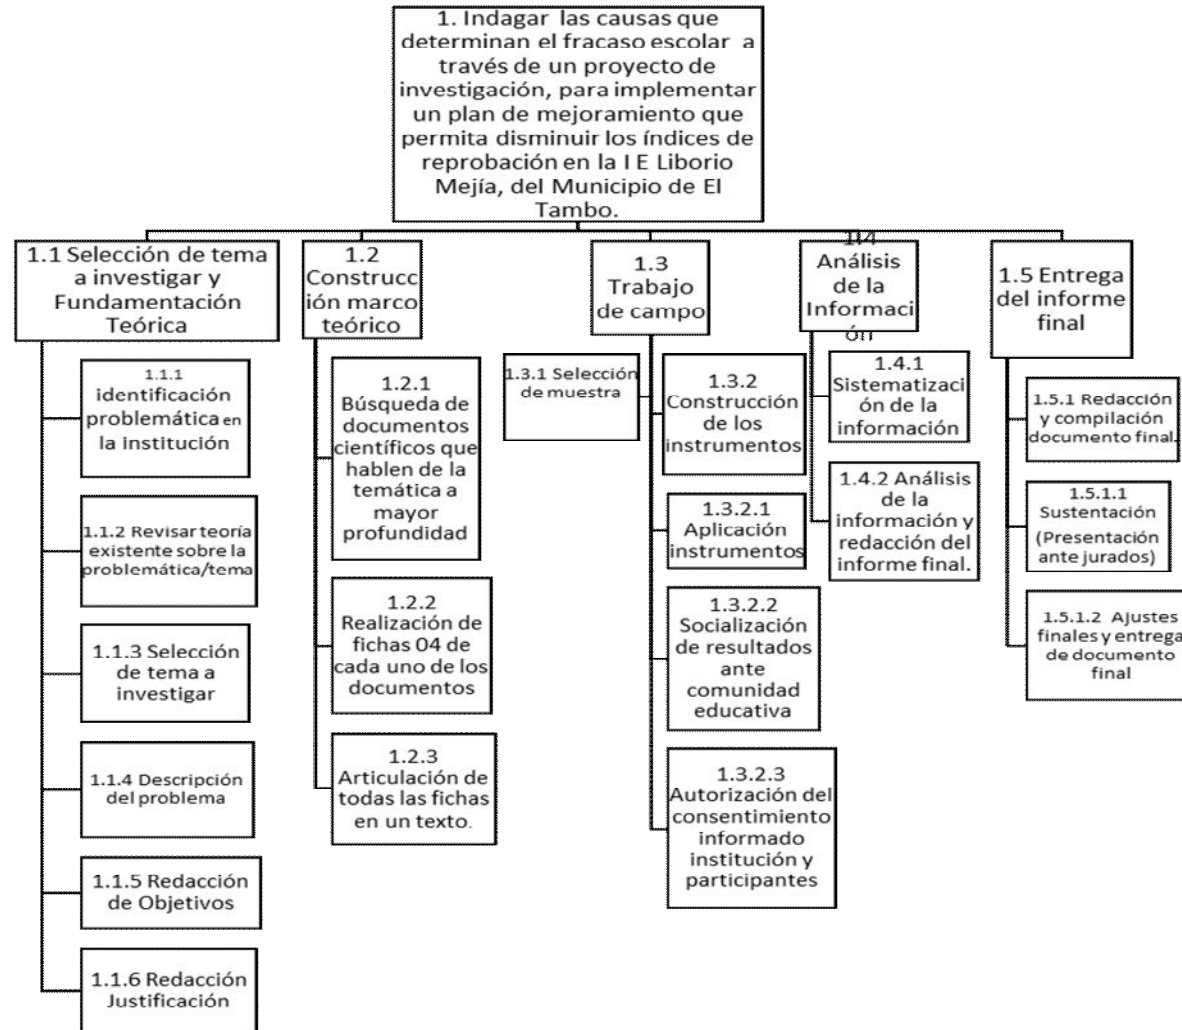 1. Indagar las causas que
determinan el fracaso escolar a
través de un proyecto de
investigación, para implementar
un plan de mejoramiento que
permita disminuir los índices de
reprobación en la I E Liborio
Mejía, del Municipio de El
Tambo.
1.1 Selección de tema
a investigar y
Fundamentación
Teórica
1.1.1
identificación
problemática en
la institución
1.1.2 Revisar teoría
existente sobre la
problemática/tema
1.1.3 Selección
de tema a
investigar
1.1.4 Descripción
del problema
1.1.5 Redacción
de Objetivos
1.1.6 Redacción
Justificación
1.2
Construcc
ión marco
teórico
1.2.1
Búsqueda de
documentos
científicos que
hablen de la
temática a
mayor
profundidad
1.2.2
Realización de
fichas 04 de
cada uno de los
documentos
1.2.3
Articulación de
todas las fichas
en un texto.
1.3
Trabajo
de campo
1.3.1 Selección
de muestra
1.3.2
Construcción
de los
instrumentos
1.3.2.1
Aplicación
instrumentos
1.3.2.2
Socialización
de resultados
ante
comunidad
educativa
1.3.2.3
Autorización del
consentimiento
informado
institución y
participantes
1.4
Análisis
de la
Informaci
ón
1.4.1
Sistematizaci
ón de la
información
1.4.2 Análisis
de la
información y
redacción del
informe final.
1.5 Entrega
del informe
final
1.5.1 Redacción
y compilación
documento final.
1.5.1.1
Sustentación
(Presentación
ante jurados)
1.5.1.2 Ajustes
finales y entrega
de documento
final